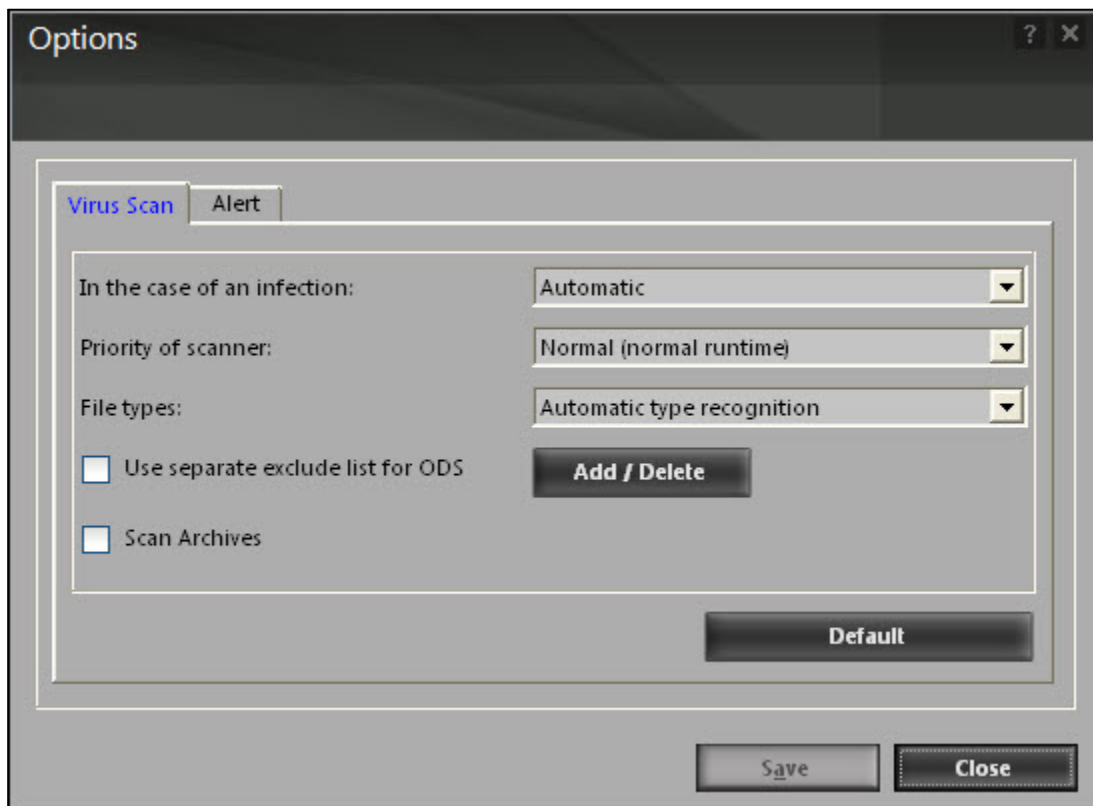 Options
? X
Virus Scan
Alert
In the case of an infection:
Automatic
Priority of scanner:
Normal (normal runtime)
File types:
Automatic type recognition
Use separate exclude list for ODS
Add / Delete
Scan Archives
Default
Save
Close